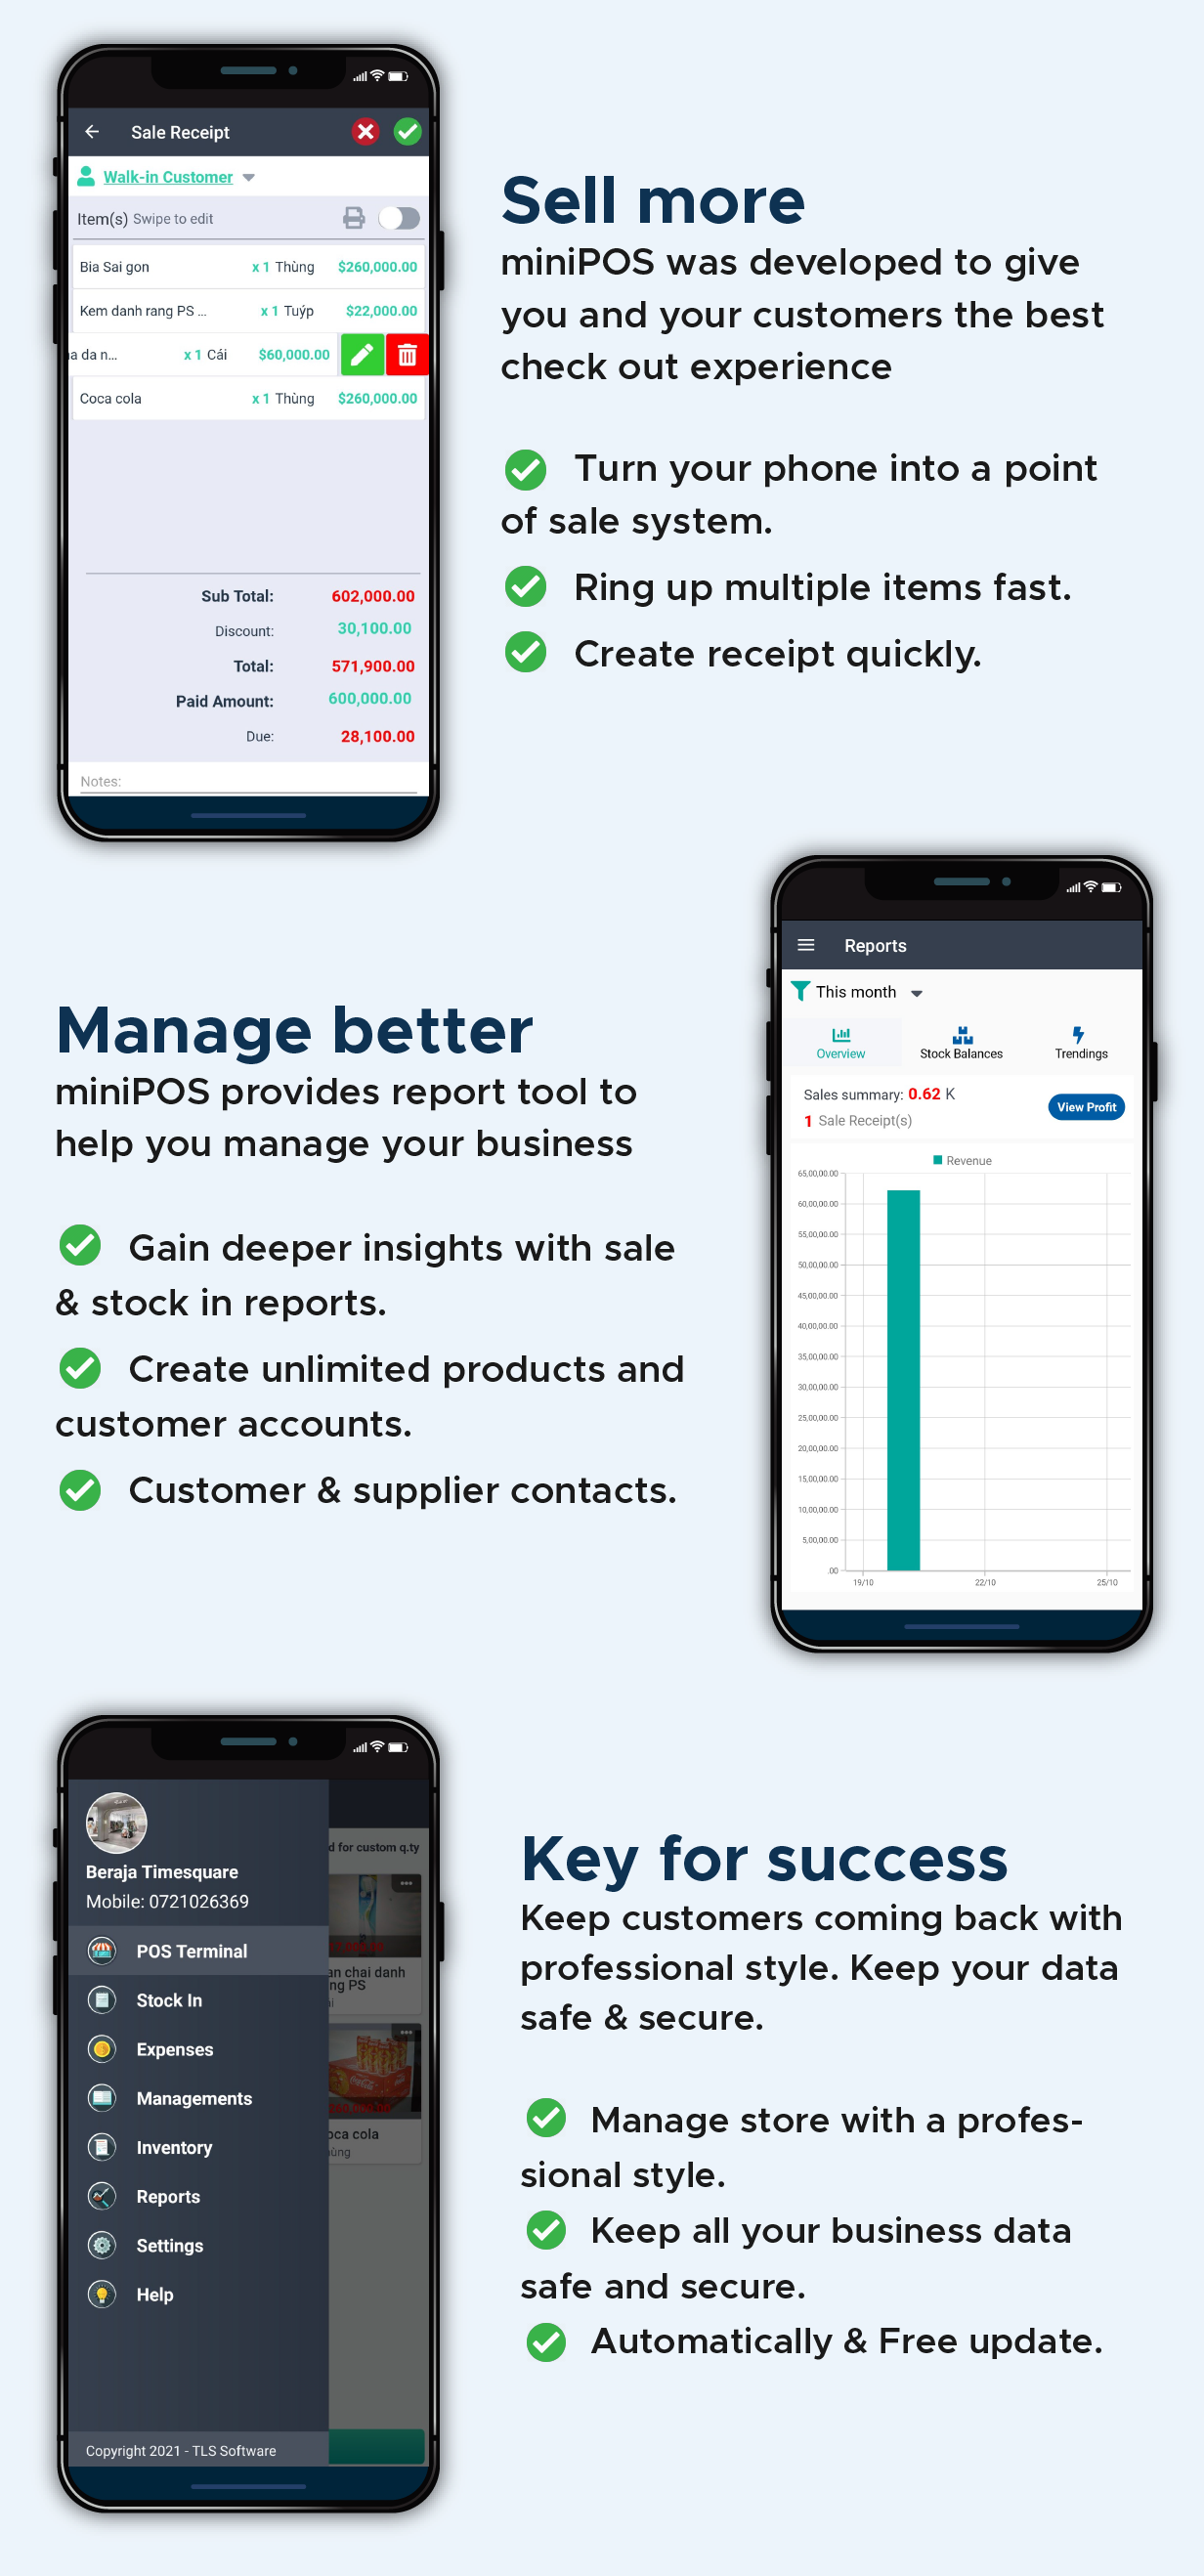 Sale Receipt
Walk-in Customer
Item(s) Swipe to edit
Bia Sai gon x 1 Thùng $260,000.00
Kem danh rang PS ... x 1 Tuýp $22,000.00
da n... x 1 Cái $60,000.00
Coca cola x 1 Thùng $260,000.00
Sub Total: 602,000.00
Discount: 30,100.00
Total: 571,900.00
Paid Amount: 600,000.00
Due: 28,100.00
Notes:
Sell more
miniPOS was developed to give
you and your customers the best
check out experience
Turn your phone into a point
of sale system.
Ring up multiple items fast.
Create receipt quickly.
Manage better
miniPOS provides report tool to
help you manage your business
Gain deeper insights with sale
& stock in reports.
Create unlimited products and
customer accounts.
Customer & supplier contacts.
Reports
This month
Overview Stock Balances Trendings
Sales summary: 0.62 K
View Profit
1 Sale Receipt(s)
Revenue
65,00,00.00
60,00,00.00
55,00,00.00
50,00,00.00
45,00,00.00
40,00,00.00
35,00,00.00
30,00,00.00
25,00,00.00
20,00,00.00
15,00,00.00
10,00,00.00
5,00,00.00
.00
19/10 22/10 25/10
Beraja Timesquare
Mobile: 0721026369
POS Terminal
Stock In
Expenses
Managements
Inventory
Reports
Settings
Help
Copyright 2021 - TLS Software
d for custom q.ty
an chai danh
ng PS
oca cola
ùng
Key for success
Keep customers coming back with
professional style. Keep your data
safe & secure.
Manage store with a profes-
sional style.
Keep all your business data
safe and secure.
Automatically & Free update.